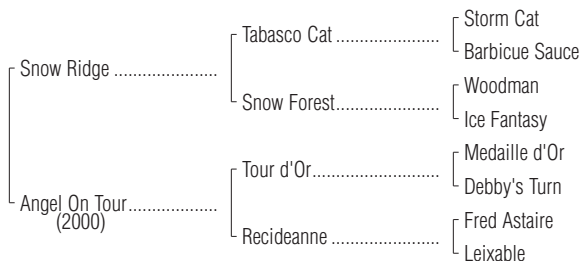 Storm Cat
Tabasco Cat ........................
Barbicue Sauce
Snow Ridge ........................
Woodman
Snow Forest........................
Ice Fantasy
Medaille d'Or
Tour d'Or.............................
Debby's Turn
Angel On Tour.....................
(2000)
Fred Astaire
Recideanne ........................
Leixable